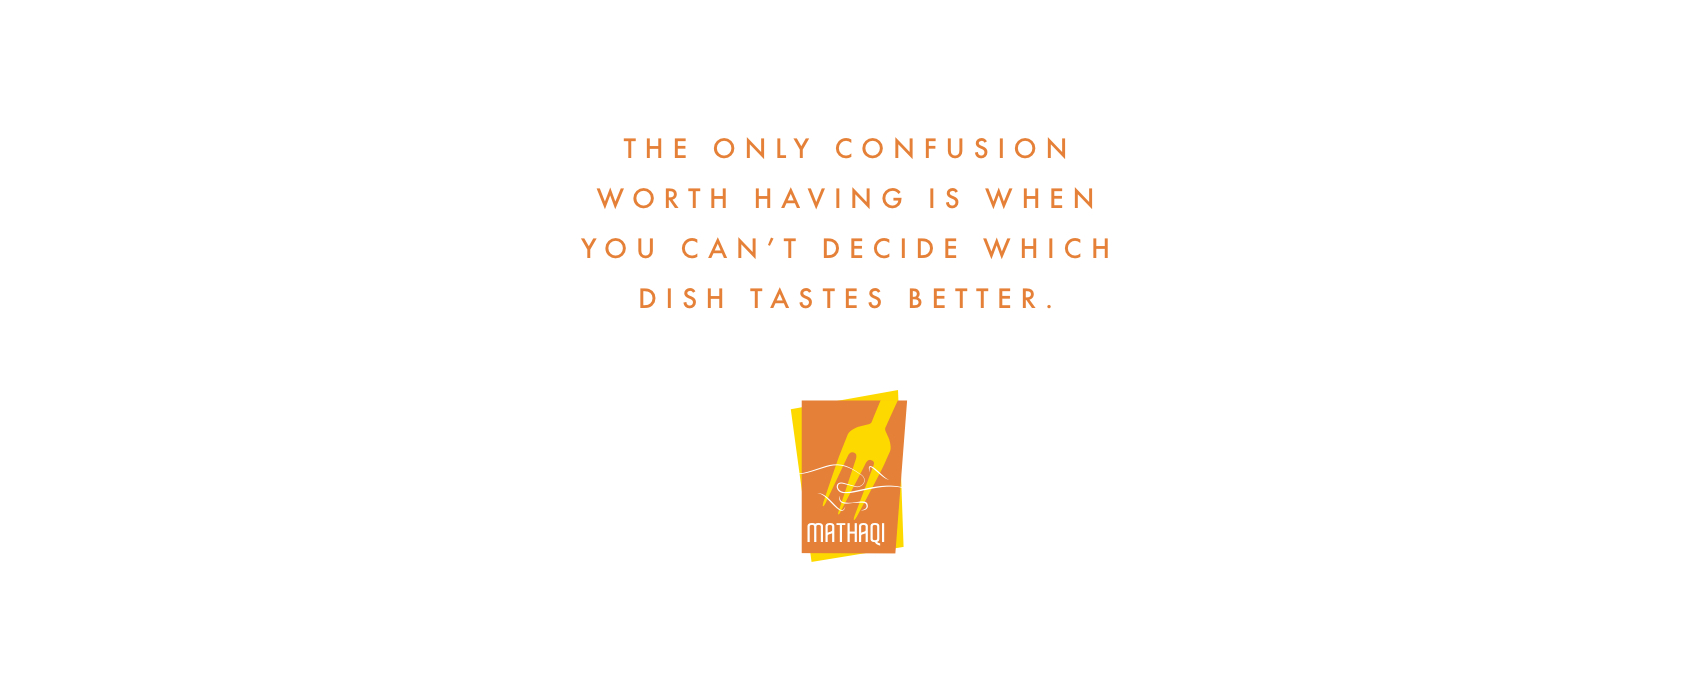 THE ONLY CONFUSION
WORTH HAVING IS WHEN
YOU CAN’T DECIDE WHICH
DISH TASTES BETTER.
MATHAQI